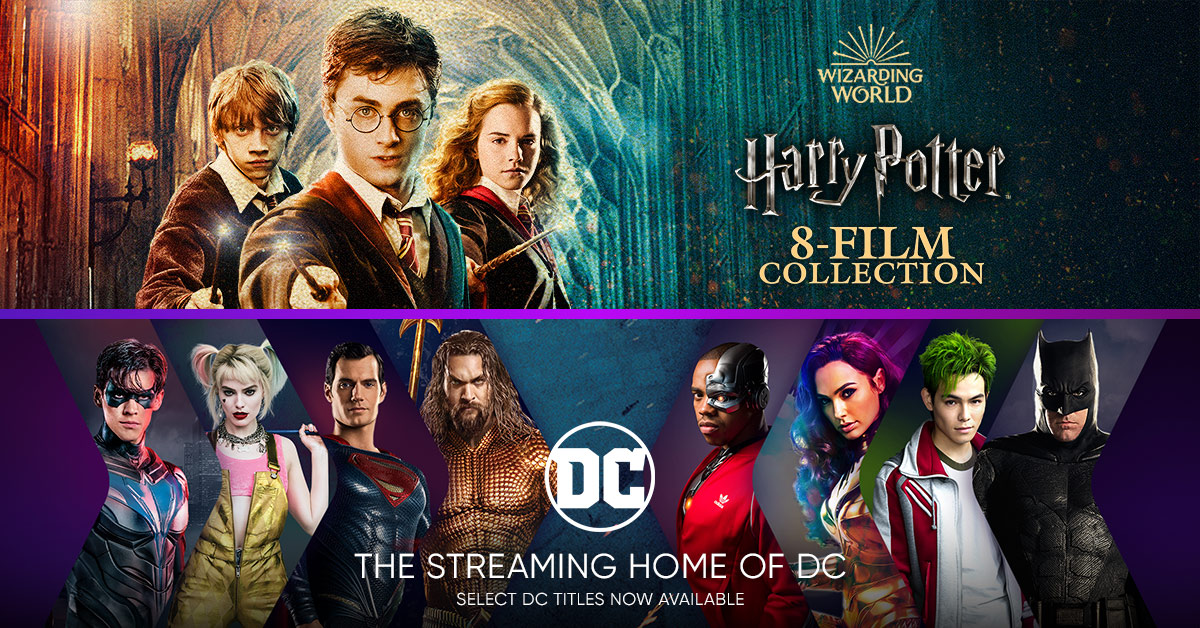 WIZARDING
WORLD
Harry Potter
8-FILM
COLLECTION
DC
THE STREAMING HOME OF DC
SELECT DC TITLES NOW AVAILABLE